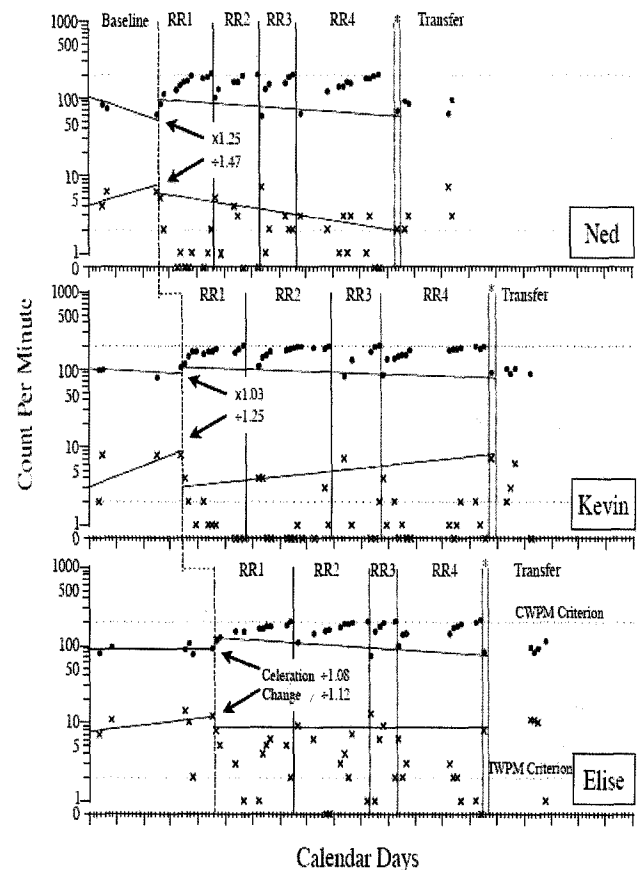 Baseline RR1 RR2 RR3 RR4 * Transfer
1000
500
100
50
10
5
1
0
x1.25
÷1.47
Ned
RR1 RR2 RR3 RR4 * Transfer
1000
500
100
50
10
5
1
0
x1.03
÷1.25
Kevin
RR1 RR2 RR3 RR4 * Transfer
1000
500
100
50
10
5
1
0
CWPM Criterion
Celeration ÷1.08
Change ÷1.12
IWPM Criterion
Elise
Count Per Minute
Calendar Days